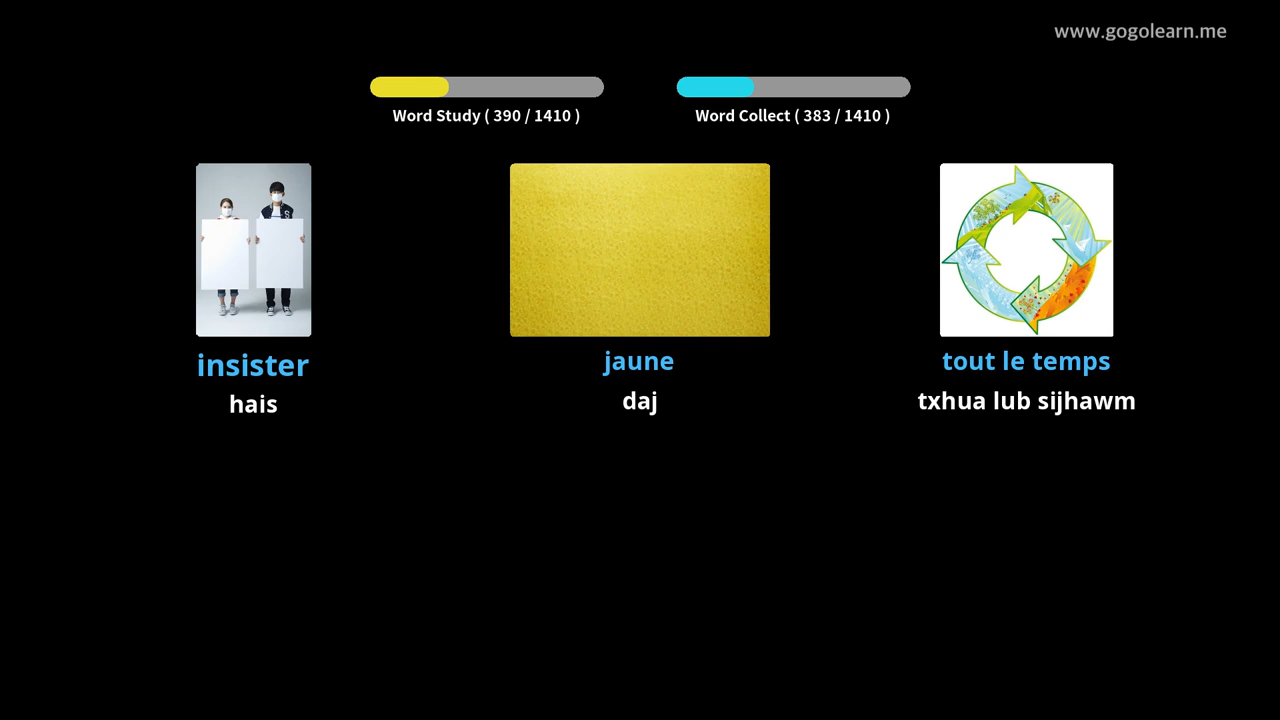 www.gogolearn.me
Word Study ( 390 / 1410 )
Word Collect ( 383 / 1410 )
insister
hais
jaune
daj
tout le temps
txhua lub sijhawm